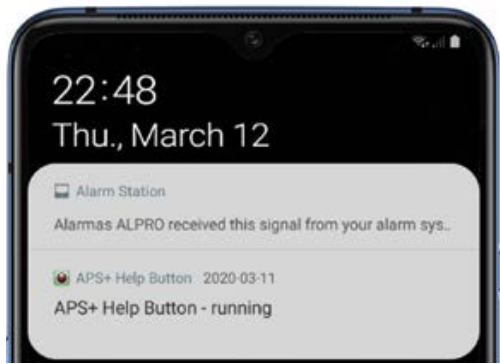 22:48
Thu., March 12
Alarm Station
Alarmas ALPRO received this signal from your alarm sys..
APS+ Help Button 2020-03-11
APS+ Help Button - running